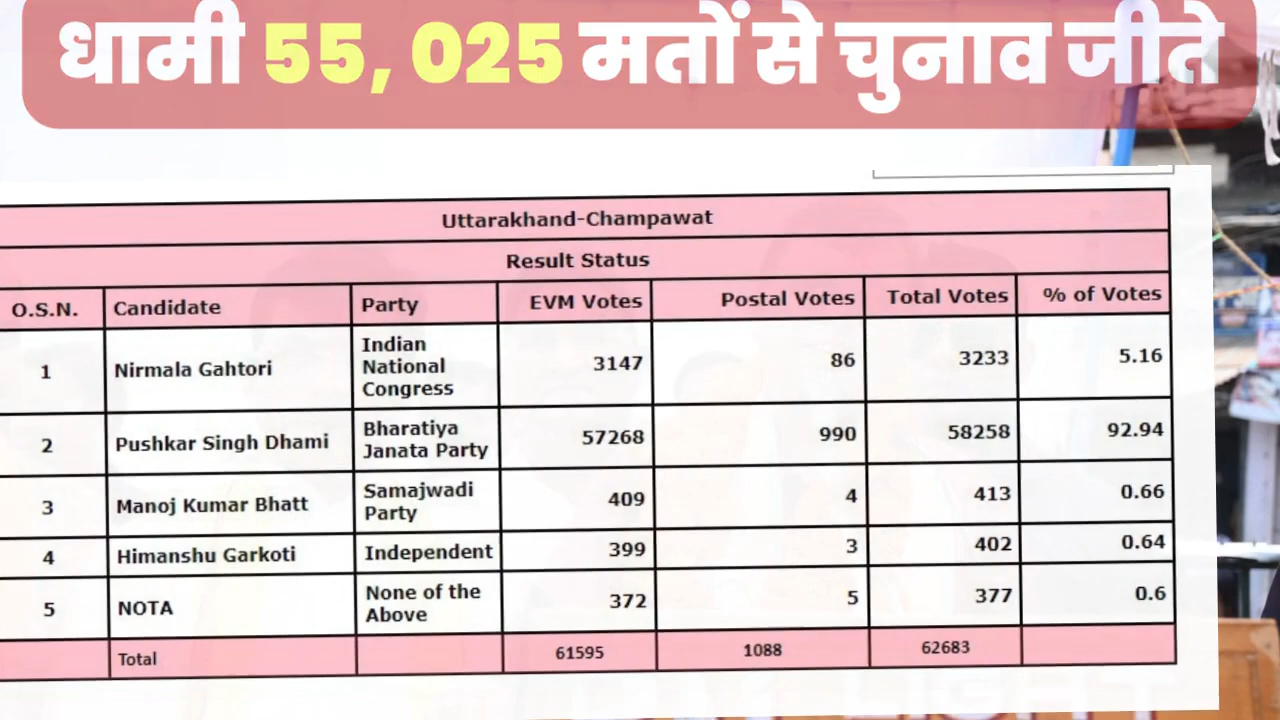 धामी 55, 025 मतों से चुनाव जीते
Uttarakhand-Champawat
Result Status
O.S.N. Candidate Party EVM Votes Postal Votes Total Votes % of Votes
1 Nirmala Gahtori Indian National Congress 3147 86 3233 5.16
2 Pushkar Singh Dhami Bharatiya Janata Party 57268 990 58258 92.94
3 Manoj Kumar Bhatt Samajwadi Party 409 4 413 0.66
4 Himanshu Garkoti Independent 399 3 402 0.64
5 NOTA None of the Above 372 5 377 0.6
Total 61595 1088 62683